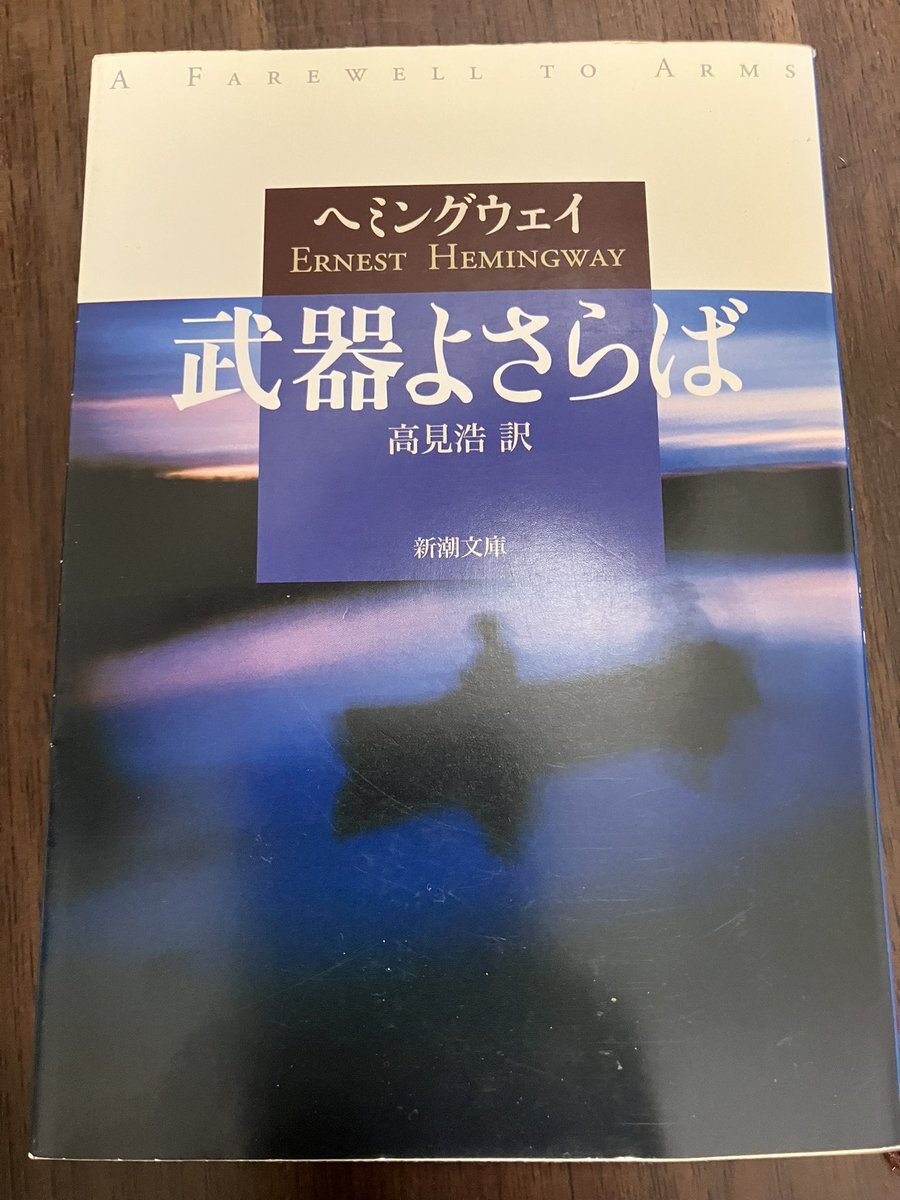 A FAREWELL TO ARMS
ヘミングウェイ
ERNEST HEMINGWAY
武器よさらば
高見浩 訳
新潮文庫